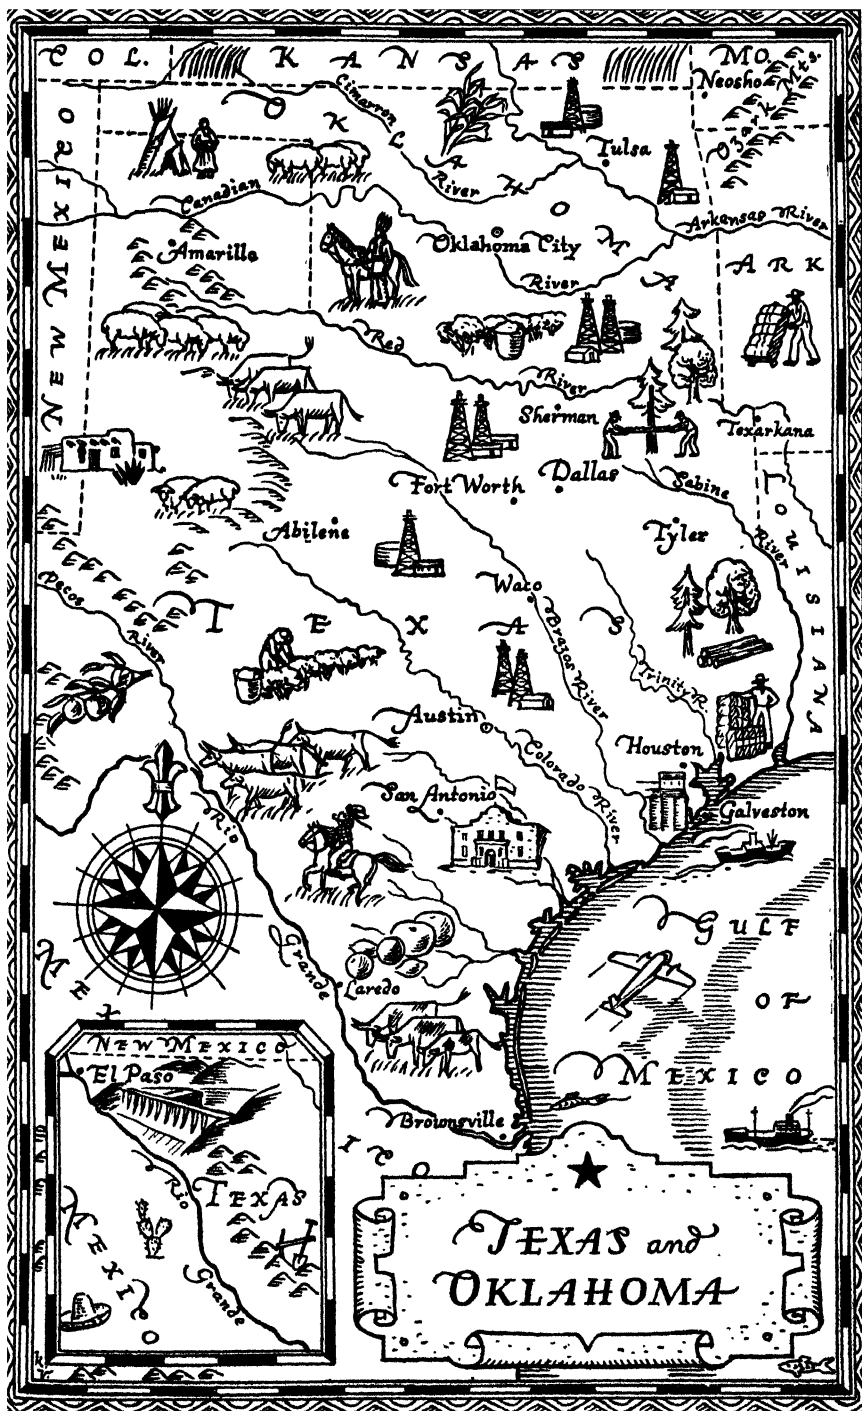 COL.
KANSAS
MO.
Neosho
Ozark Mts.
NEW MEXICO
OKLAHOMA
Cimarron
River
Tulsa
Canadian
River
Arkansas River
Amarillo
Oklahoma City
ARK
Red
River
Sherman
Texarkana
Fort Worth
Dallas
Sabine
River
LOUISIANA
Abilene
Tyler
Pecos
River
Waco
TEXAS
Brazos River
Trinity R.
Austin
Houston
Colorado River
San Antonio
Galveston
Rio
Grande
GULF
OF
MEXICO
Laredo
MEXICO
Brownsville
NEW MEXICO
El Paso
Rio
Grande
TEXAS
MEXICO
TEXAS and
OKLAHOMA